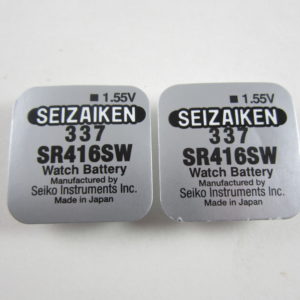 ■ 1.55V
SEIZAIKEN
337
SR416SW
Watch Battery
Manufactured by
Seiko Instruments Inc.
Made in Japan
■ 1.55V
SEIZAIKEN
337
SR416SW
Watch Battery
Manufactured by
Seiko Instruments Inc.
Made in Japan